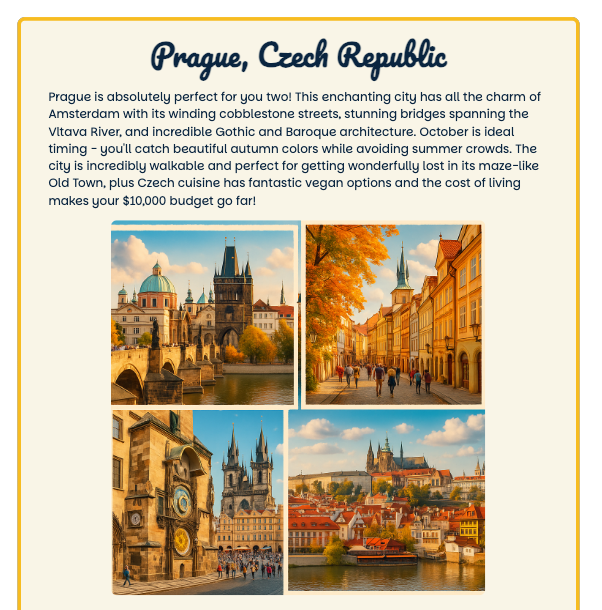 Prague, Czech Republic
Prague is absolutely perfect for you two! This enchanting city has all the charm of
Amsterdam with its winding cobblestone streets, stunning bridges spanning the
Vltava River, and incredible Gothic and Baroque architecture. October is ideal
timing - you'll catch beautiful autumn colors while avoiding summer crowds. The
city is incredibly walkable and perfect for getting wonderfully lost in its maze-like
Old Town, plus Czech cuisine has fantastic vegan options and the cost of living
makes your $10,000 budget go far!